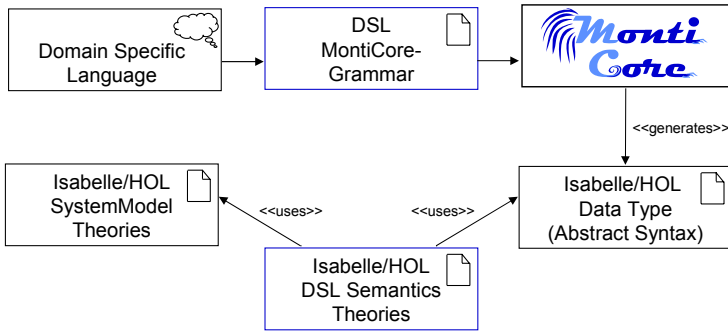 Domain Specific
Language
DSL
MontiCore-
Grammar
Monti
Core
<<generates>>
Isabelle/HOL
SystemModel
Theories
<<uses>>
<<uses>>
Isabelle/HOL
Data Type
(Abstract Syntax)
Isabelle/HOL
DSL Semantics
Theories